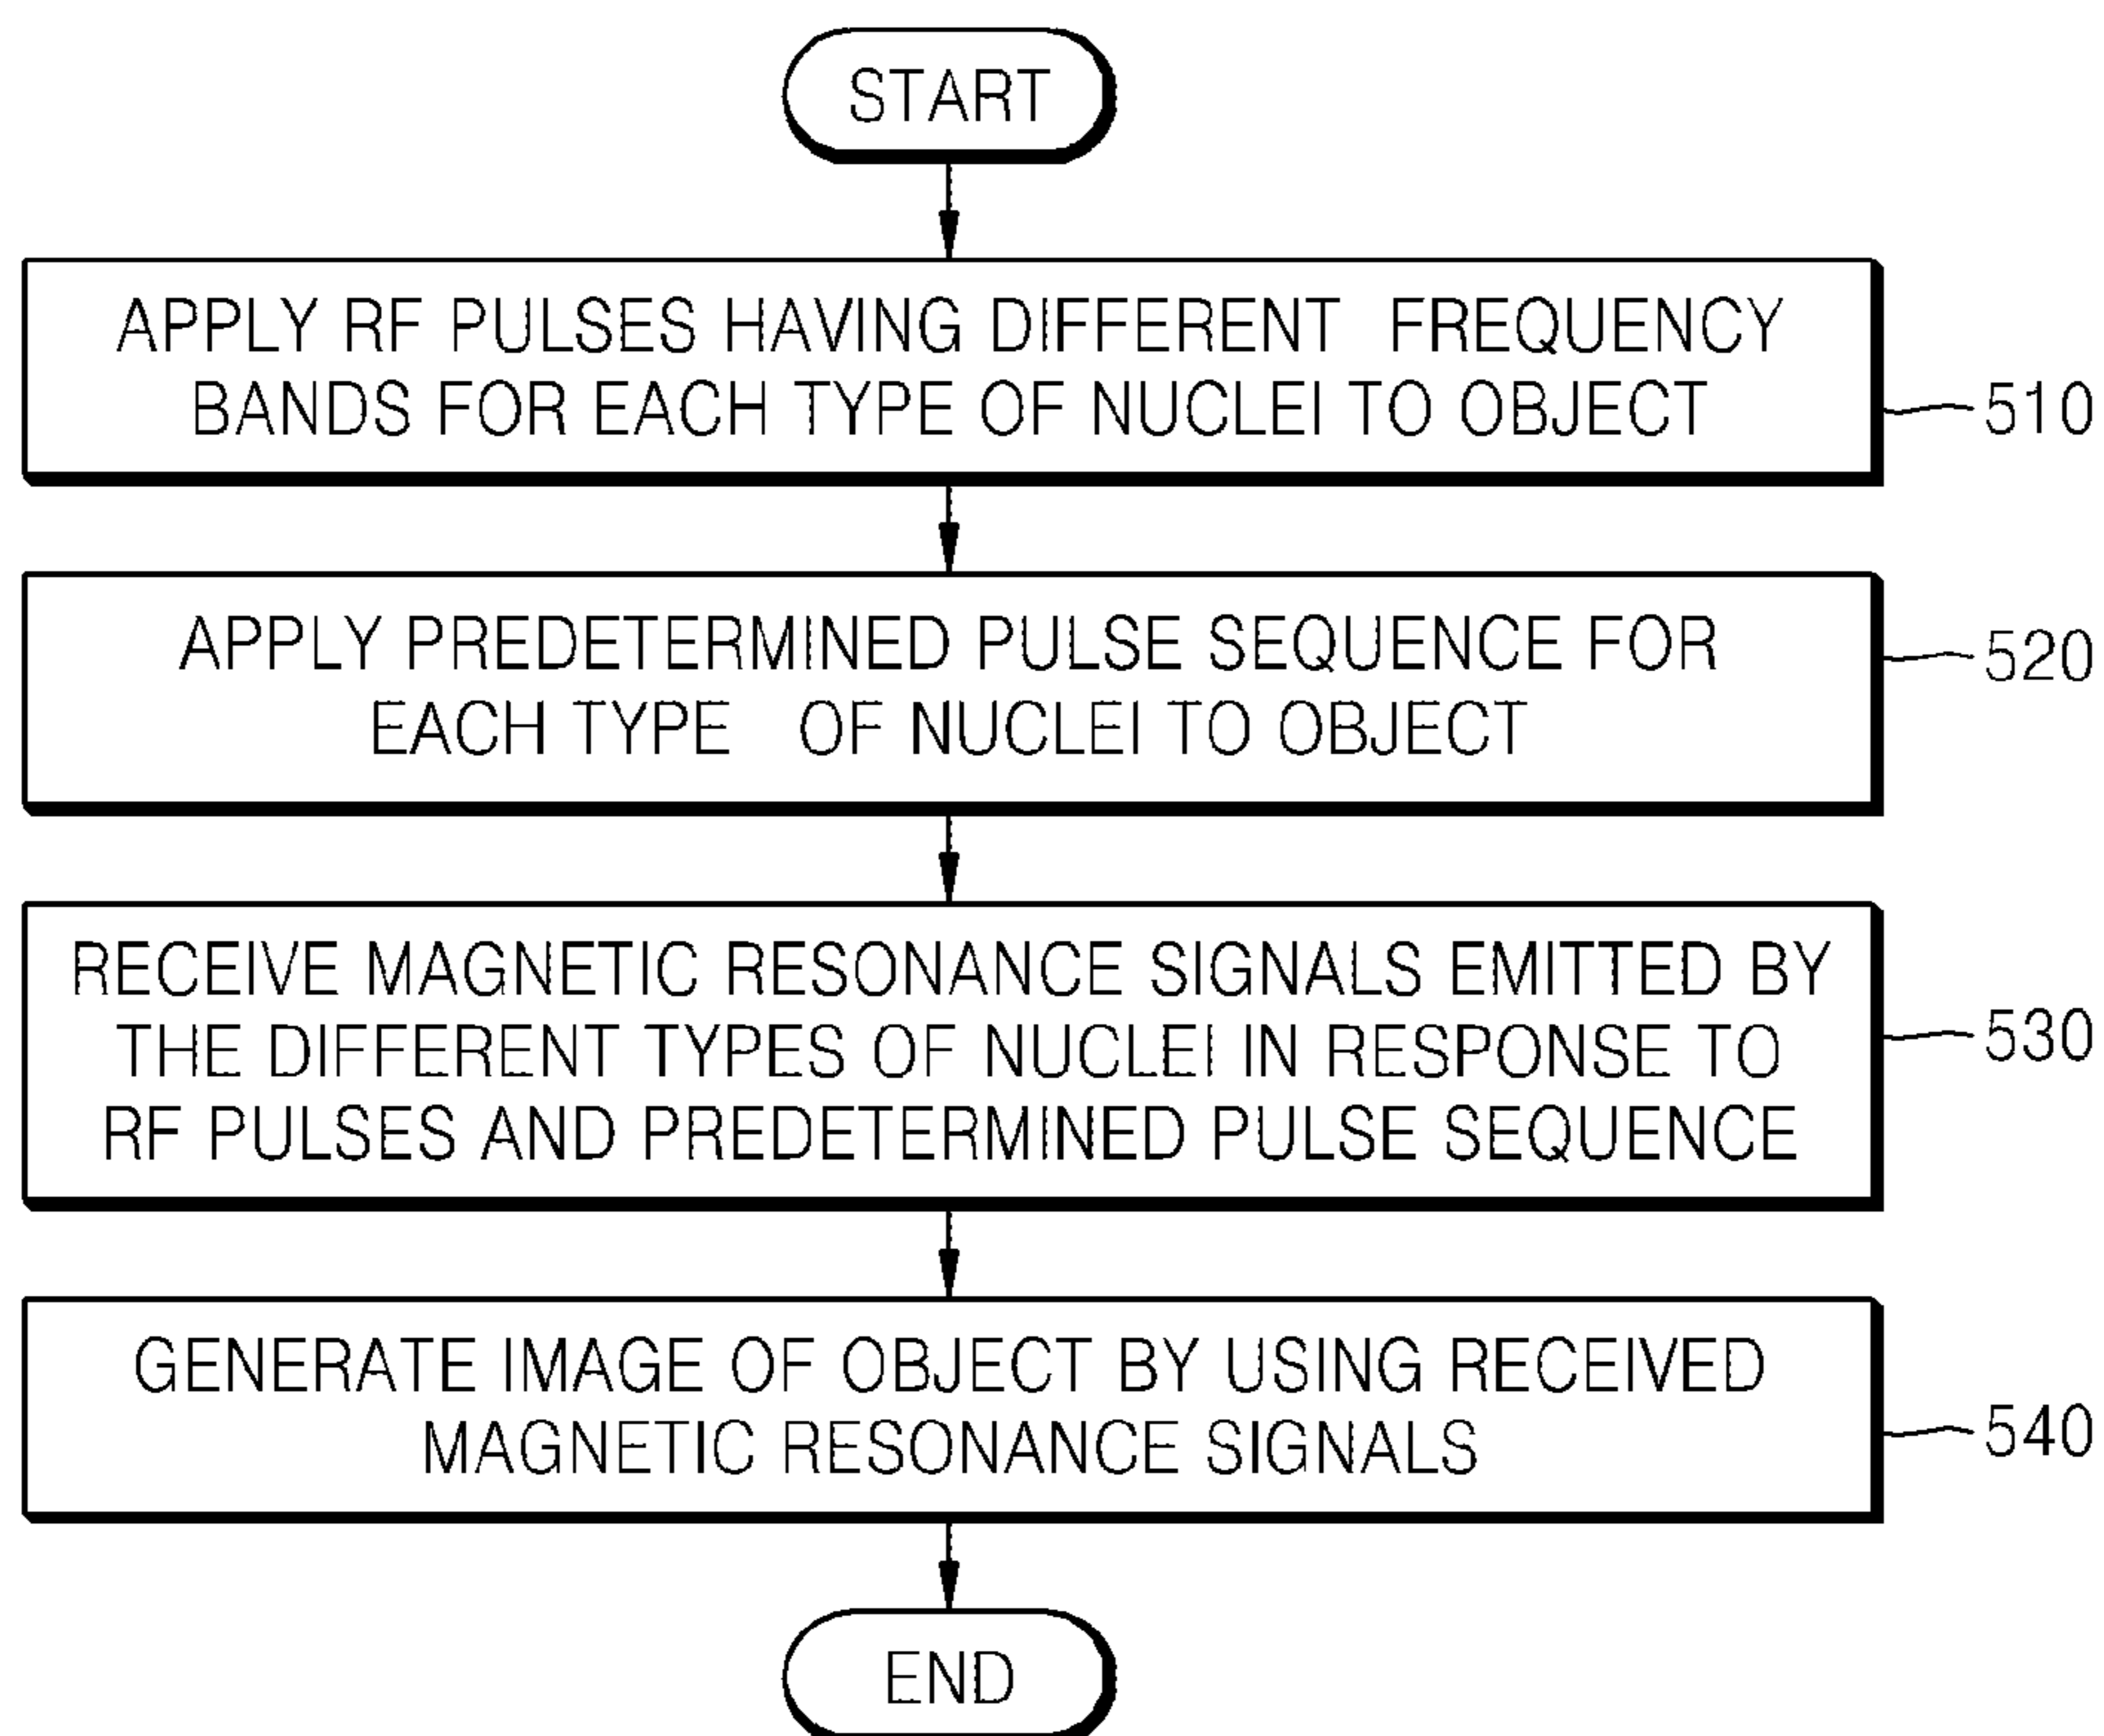 START
APPLY RF PULSES HAVING DIFFERENT FREQUENCY
BANDS FOR EACH TYPE OF NUCLEI TO OBJECT
510
APPLY PREDETERMINED PULSE SEQUENCE FOR
EACH TYPE OF NUCLEI TO OBJECT
520
RECEIVE MAGNETIC RESONANCE SIGNALS EMITTED BY
THE DIFFERENT TYPES OF NUCLEI IN RESPONSE TO
RF PULSES AND PREDETERMINED PULSE SEQUENCE
530
GENERATE IMAGE OF OBJECT BY USING RECEIVED
MAGNETIC RESONANCE SIGNALS
540
END